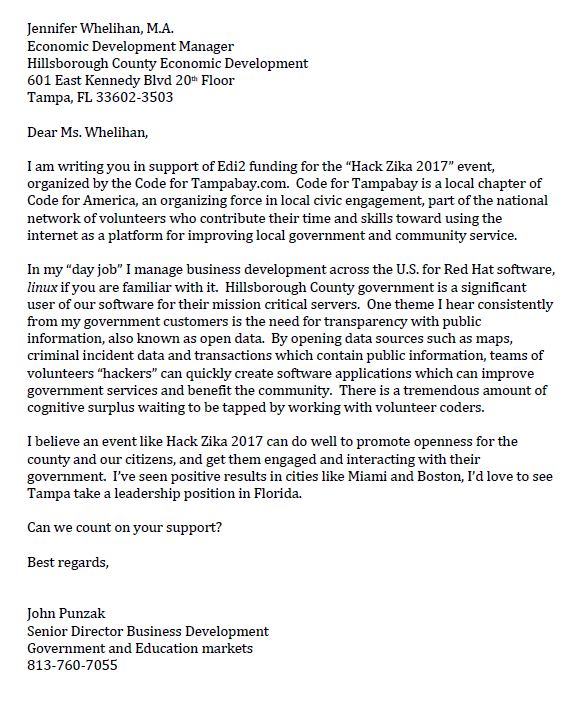 Jennifer Whelihan, M.A.
Economic Development Manager
Hillsborough County Economic Development
601 East Kennedy Blvd 20th Floor
Tampa, FL 33602-3503
Dear Ms. Whelihan,
I am writing you in support of Edi2 funding for the “Hack Zika 2017” event,
organized by the Code for Tampabay.com.  Code for Tampabay is a local chapter of
Code for America, an organizing force in local civic engagement, part of the national
network of volunteers who contribute their time and skills toward using the
internet as a platform for improving local government and community service.
In my “day job” I manage business development across the U.S. for Red Hat software,
linux if you are familiar with it.  Hillsborough County government is a significant
user of our software for their mission critical servers.  One theme I hear consistently
from my government customers is the need for transparency with public
information, also known as open data.  By opening data sources such as maps,
criminal incident data and transactions which contain public information, teams of
volunteers “hackers” can quickly create software applications which can improve
government services and benefit the community.  There is a tremendous amount of
cognitive surplus waiting to be tapped by working with volunteer coders.
I believe an event like Hack Zika 2017 can do well to promote openness for the
county and our citizens, and get them engaged and interacting with their
government.  I’ve seen positive results in cities like Miami and Boston, I’d love to see
Tampa take a leadership position in Florida.
Can we count on your support?
Best regards,
John Punzak
Senior Director Business Development
Government and Education markets
813-760-7055